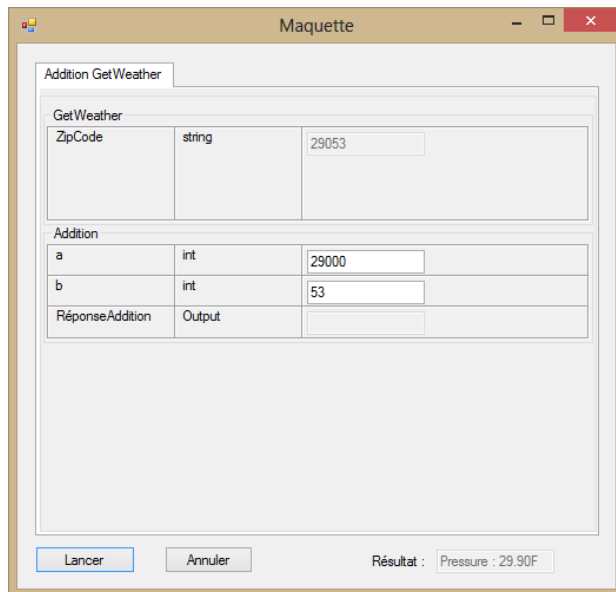 Maquette
Addition GetWeather
GetWeather
ZipCode string 29053
Addition
a int 29000
b int 53
RéponseAddition Output
Lancer Annuler Résultat : Pressure : 29.90F